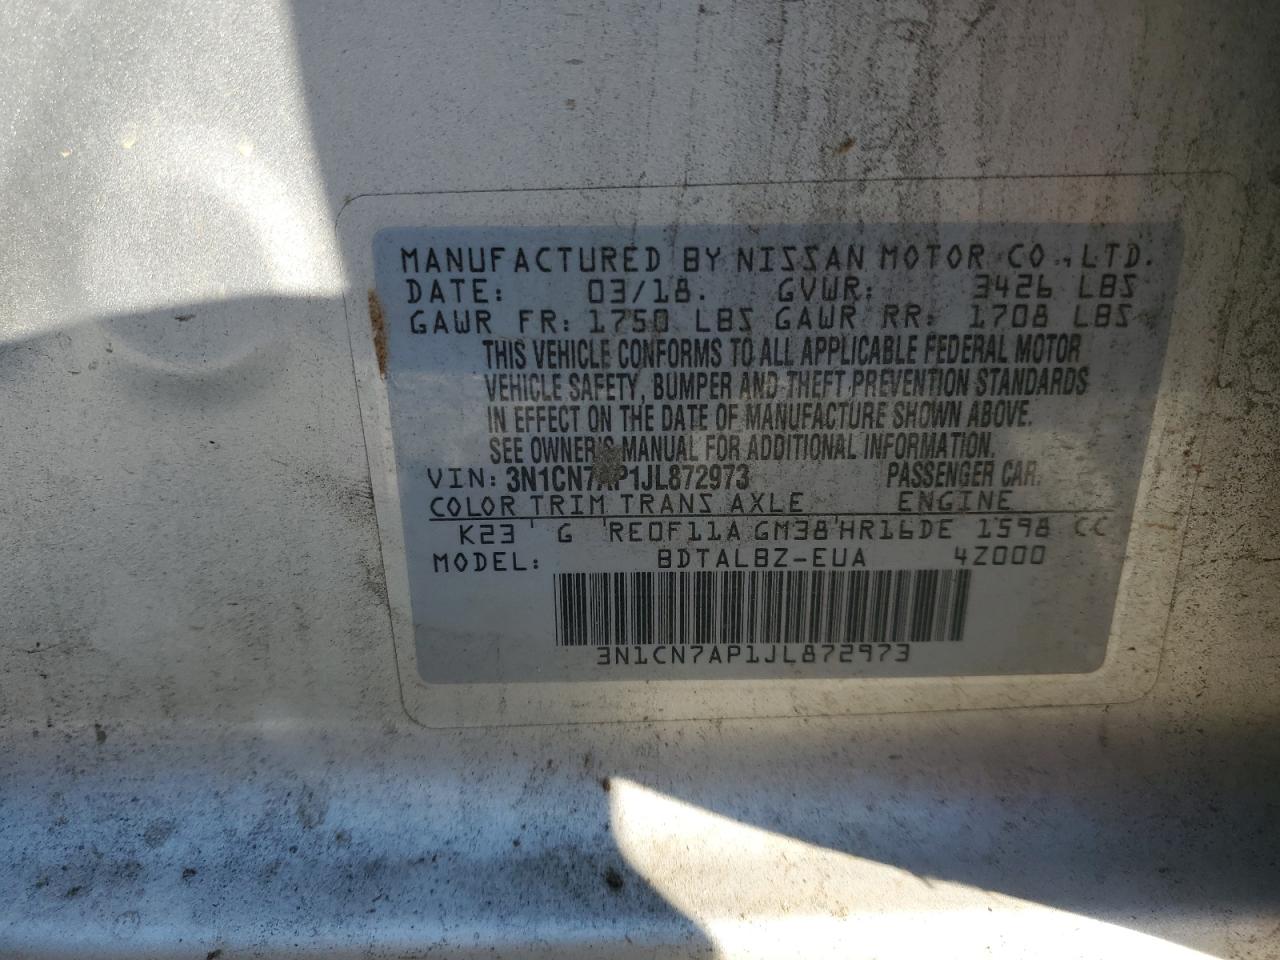 MANUFACTURED BY NISSAN MOTOR CO., LTD.
DATE: 03/18. GVWR: 3426 LBS
GAWR FR: 1750 LBS GAWR RR: 1708 LBS
THIS VEHICLE CONFORMS TO ALL APPLICABLE FEDERAL MOTOR
VEHICLE SAFETY, BUMPER AND THEFT PREVENTION STANDARDS
IN EFFECT ON THE DATE OF MANUFACTURE SHOWN ABOVE.
SEE OWNER'S MANUAL FOR ADDITIONAL INFORMATION.
VIN: 3N1CN7AP1JL872973 PASSENGER CAR.
COLOR TRIM TRANS AXLE ENGINE
K23 G RE0F11A GM38 HR16DE 1598 CC
MODEL: BDTALBZ-EUA 4Z000
3N1CN7AP1JL872973